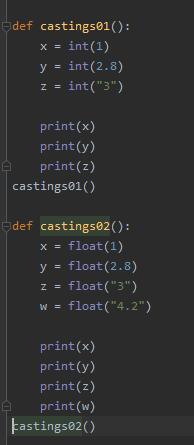 def castings01():
    x = int(1)
    y = int(2.8)
    z = int("3")
    print(x)
    print(y)
    print(z)
castings01()
def castings02():
    x = float(1)
    y = float(2.8)
    z = float("3")
    w = float("4.2")
    print(x)
    print(y)
    print(z)
    print(w)
castings02()